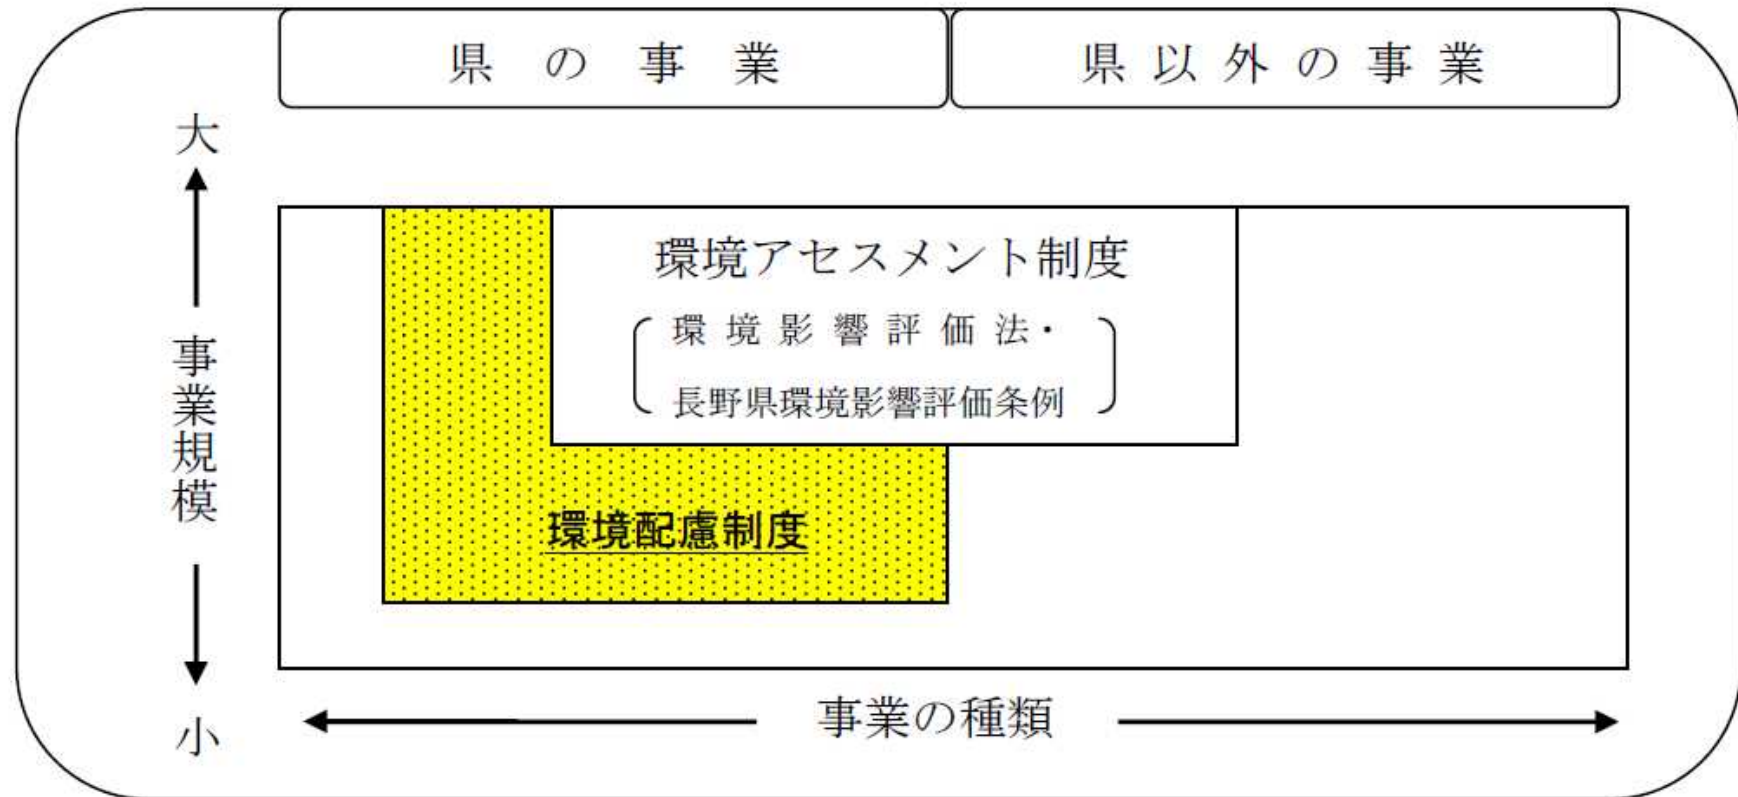 県の事業
県以外の事業
大
環境アセスメント制度
環境影響評価法・
長野県環境影響評価条例
事業規模
環境配慮制度
小
事業の種類